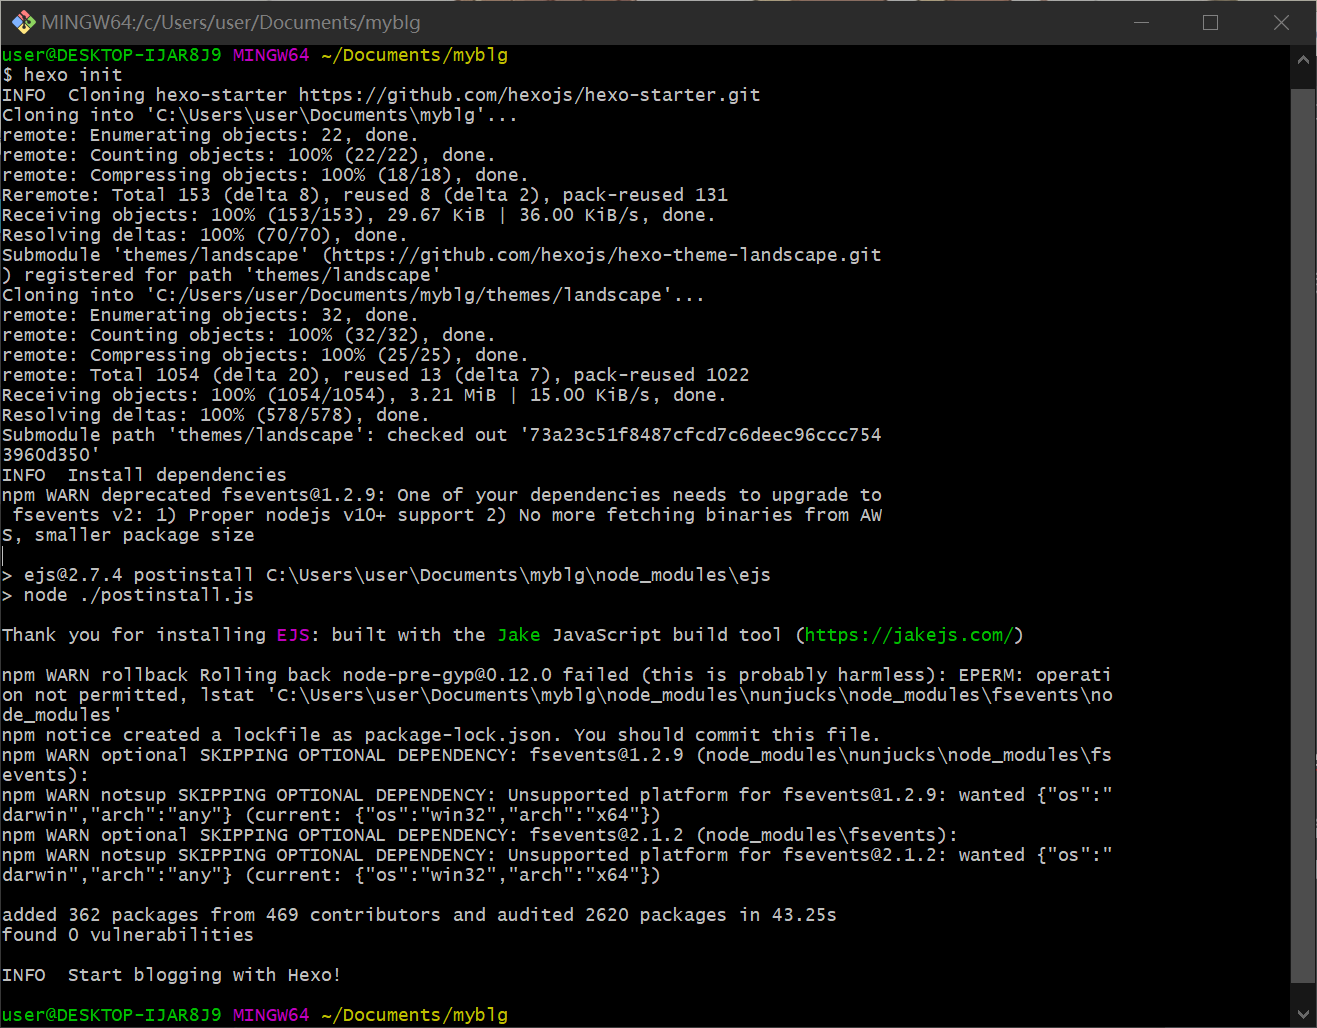 MINGW64:/c/Users/user/Documents/myblg
user@DESKTOP-IJAR8J9 MINGW64 ~/Documents/myblg
$ hexo init
INFO  Cloning hexo-starter https://github.com/hexojs/hexo-starter.git
Cloning into 'C:\Users\user\Documents\myblg'...
remote: Enumerating objects: 22, done.
remote: Counting objects: 100% (22/22), done.
remote: Compressing objects: 100% (18/18), done.
Reremote: Total 153 (delta 8), reused 8 (delta 2), pack-reused 131
Receiving objects: 100% (153/153), 29.67 KiB | 36.00 KiB/s, done.
Resolving deltas: 100% (70/70), done.
Submodule 'themes/landscape' (https://github.com/hexojs/hexo-theme-landscape.git
) registered for path 'themes/landscape'
Cloning into 'C:/Users/user/Documents/myblg/themes/landscape'...
remote: Enumerating objects: 32, done.
remote: Counting objects: 100% (32/32), done.
remote: Compressing objects: 100% (25/25), done.
remote: Total 1054 (delta 20), reused 13 (delta 7), pack-reused 1022
Receiving objects: 100% (1054/1054), 3.21 MiB | 15.00 KiB/s, done.
Resolving deltas: 100% (578/578), done.
Submodule path 'themes/landscape': checked out '73a23c51f8487cfcd7c6deec96ccc754
3960d350'
INFO  Install dependencies
npm WARN deprecated fsevents@1.2.9: One of your dependencies needs to upgrade to
 fsevents v2: 1) Proper nodejs v10+ support 2) No more fetching binaries from AW
S, smaller package size
> ejs@2.7.4 postinstall C:\Users\user\Documents\myblg\node_modules\ejs
> node ./postinstall.js
Thank you for installing EJS: built with the Jake JavaScript build tool (https://jakejs.com/)
npm WARN rollback Rolling back node-pre-gyp@0.12.0 failed (this is probably harmless): EPERM: operati
on not permitted, lstat 'C:\Users\user\Documents\myblg\node_modules\nunjucks\node_modules\fsevents\no
de_modules'
npm notice created a lockfile as package-lock.json. You should commit this file.
npm WARN optional SKIPPING OPTIONAL DEPENDENCY: fsevents@1.2.9 (node_modules\nunjucks\node_modules\fs
events):
npm WARN notsup SKIPPING OPTIONAL DEPENDENCY: Unsupported platform for fsevents@1.2.9: wanted {"os":"
darwin","arch":"any"} (current: {"os":"win32","arch":"x64"})
npm WARN optional SKIPPING OPTIONAL DEPENDENCY: fsevents@2.1.2 (node_modules\fsevents):
npm WARN notsup SKIPPING OPTIONAL DEPENDENCY: Unsupported platform for fsevents@2.1.2: wanted {"os":"
darwin","arch":"any"} (current: {"os":"win32","arch":"x64"})
added 362 packages from 469 contributors and audited 2620 packages in 43.25s
found 0 vulnerabilities
INFO  Start blogging with Hexo!
user@DESKTOP-IJAR8J9 MINGW64 ~/Documents/myblg